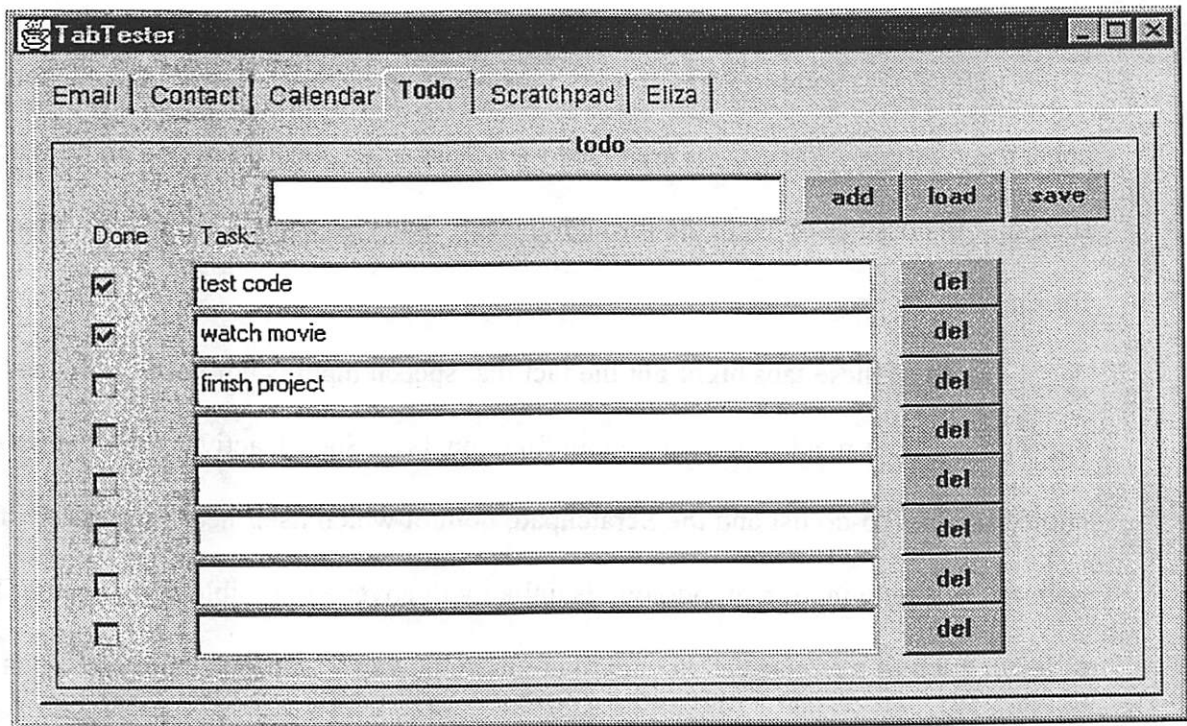 TabTester
Email Contact Calendar Todo Scratchpad Eliza
todo
add load save
Done Task:
test code del
watch movie del
finish project del
del
del
del
del
del